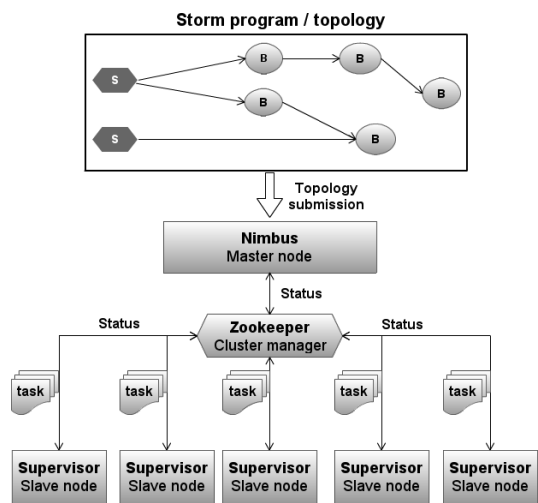 Storm program / topology
B
B
S
B
B
S
B
Topology
submission
Nimbus
Master node
Status
Status
Zookeeper
Cluster manager
Status
task
task
task
task
task
Supervisor
Slave node
Supervisor
Slave node
Supervisor
Slave node
Supervisor
Slave node
Supervisor
Slave node